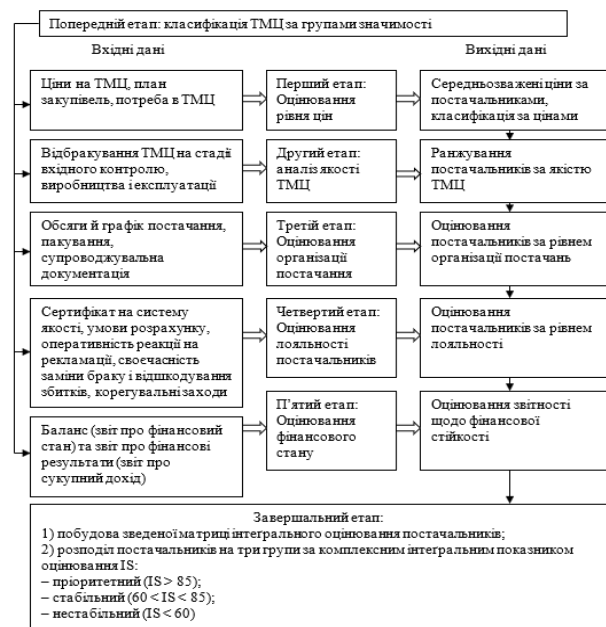 Попередній етап: класифікація ТМЦ за групами значимості
Вхідні дані
Вихідні дані
Ціни на ТМЦ, план
закупівель, потреба в ТМЦ
Перший етап:
Оцінювання
рівня цін
Середньозважені ціни за
постачальниками,
класифікація за цінами
Відбракування ТМЦ на стадії
вхідного контролю,
виробництва і експлуатації
Другий етап:
аналіз якості
ТМЦ
Ранжування
постачальників за якістю
ТМЦ
Обсяги й графік постачання,
пакування,
супроводжувальна
документація
Третій етап:
Оцінювання
організації
постачання
Оцінювання
постачальників за рівнем
організації постачань
Сертифікат на систему
якості, умови розрахунку,
оперативність реакції на
рекламації, своєчасність
заміни браку і відшкодування
збитків, корегувальні заходи
Четвертий етап:
Оцінювання
лояльності
постачальників
Оцінювання
постачальників за рівнем
лояльності
Баланс (звіт про фінансовий
стан) та звіт про фінансові
результати (звіт про
сукупний дохід)
П’ятий етап:
Оцінювання
фінансового
стану
Оцінювання звітності
щодо фінансової
стійкості
Завершальний етап:
1) побудова зведеної матриці інтегрального оцінювання постачальників;
2) розподіл постачальників на три групи за комплексним інтегральним показником
оцінювання IS:
– пріоритетний (IS > 85);
– стабільний (60 < IS < 85);
– нестабільний (IS < 60)